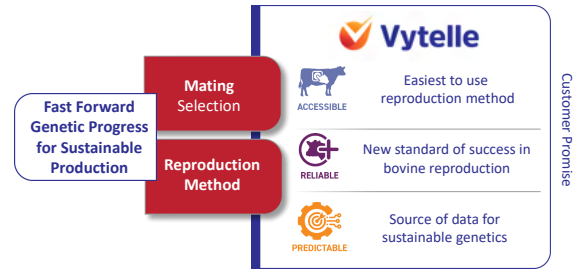 Fast Forward
Genetic Progress
for Sustainable
Production
Mating
Selection
Reproduction
Method
Vytelle
ACCESSIBLE
Easiest to use
reproduction method
RELIABLE
New standard of success in
bovine reproduction
PREDICTABLE
Source of data for
sustainable genetics
Customer Promise